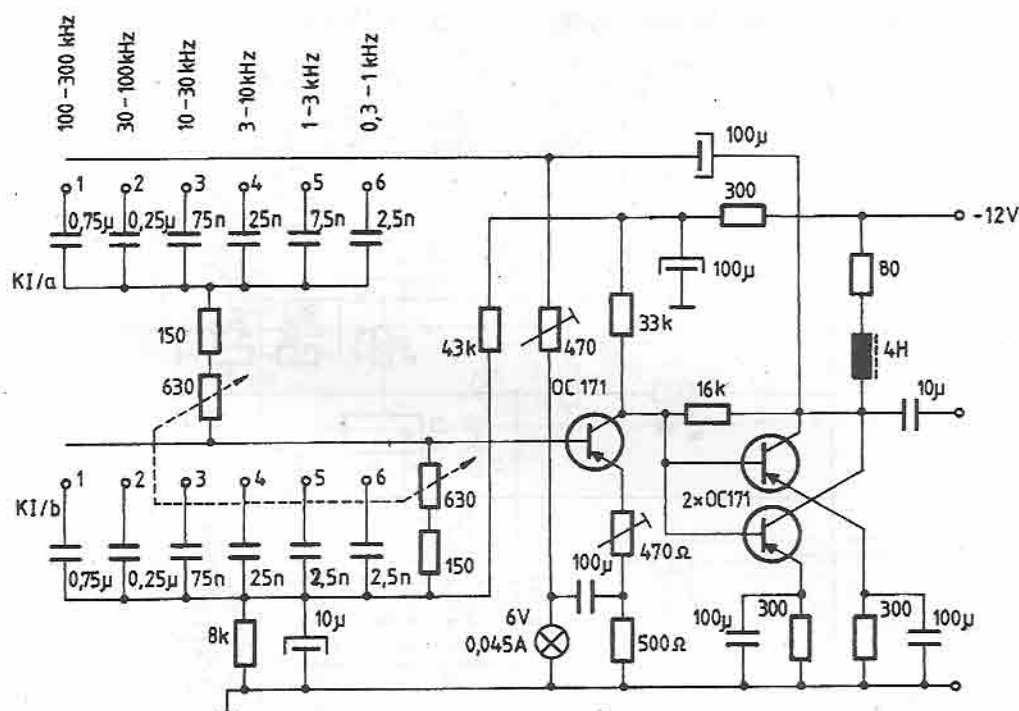 100-300 kHz
30-100kHz
10-30kHz
3-10kHz
1-3 kHz
0,3-1 kHz
100μ
1 2 3 4 5 6
0,75μ 0,25μ 75n 25n 7,5n 2,5n
300
-12V
KI/a
100μ
80
150
43k
470
33k
4H
630
OC 171
16k
10μ
1 2 3 4 5 6
KI/b
630
2×OC171
0,75μ 0,25μ 75n 25n 2,5n 2,5n
150
100μ
470Ω
8k
10μ
6V
0,045A
500Ω
100μ
300
300
100μ